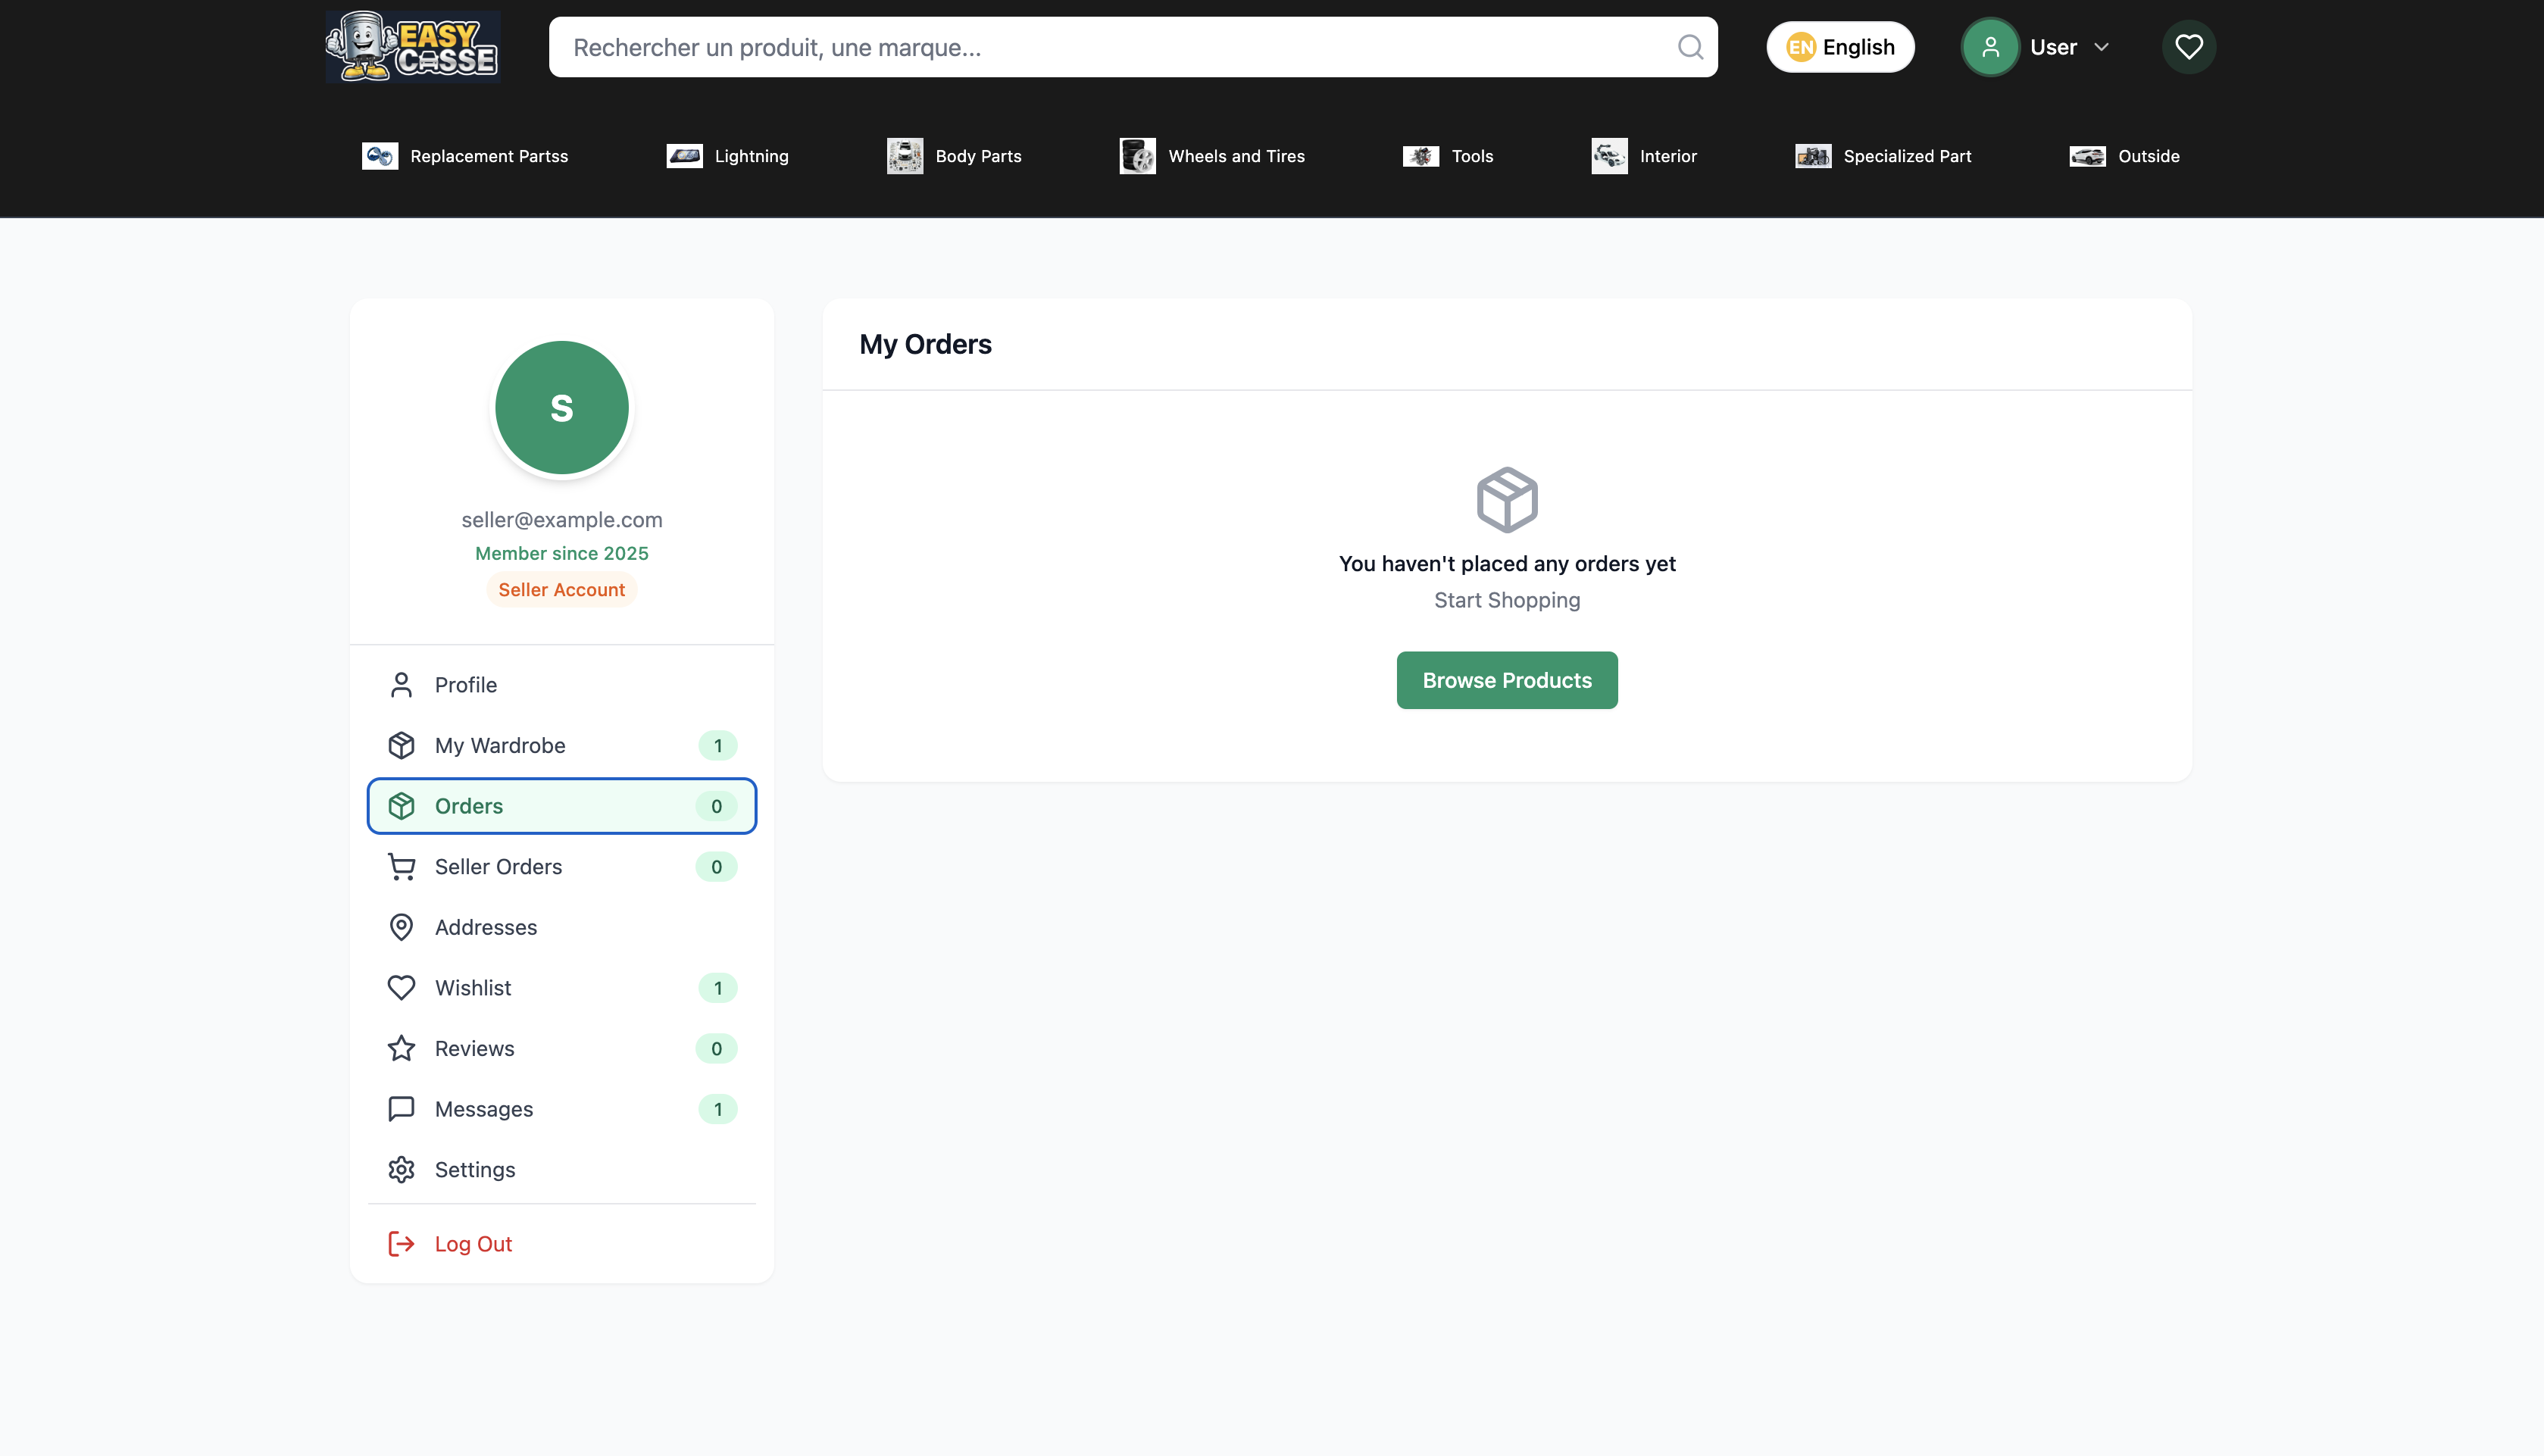 EASY
CASSE
Rechercher un produit, une marque...
EN English
User
Replacement Partss
Lightning
Body Parts
Wheels and Tires
Tools
Interior
Specialized Part
Outside
S
seller@example.com
Member since 2025
Seller Account
Profile
My Wardrobe 1
Orders 0
Seller Orders 0
Addresses
Wishlist 1
Reviews 0
Messages 1
Settings
Log Out
My Orders
You haven't placed any orders yet
Start Shopping
Browse Products